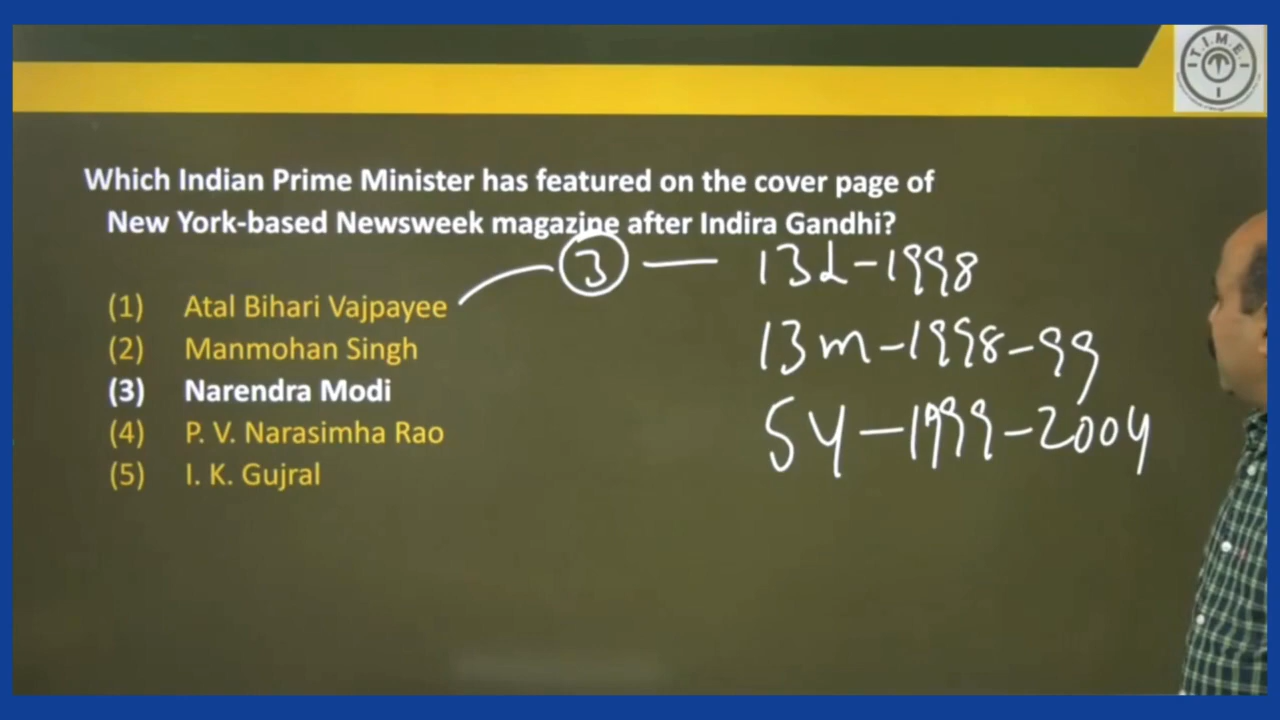 T.I.M.E.
Which Indian Prime Minister has featured on the cover page of
New York-based Newsweek magazine after Indira Gandhi?
3 — 13d-1998
(1) Atal Bihari Vajpayee
(2) Manmohan Singh
13m-1998-99
(3) Narendra Modi
(4) P. V. Narasimha Rao
5y-1999-2004
(5) I. K. Gujral